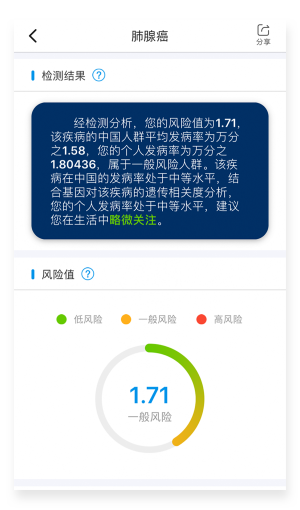 肺腺癌
分享
检测结果 ?
经检测分析，您的风险值为1.71，
该疾病的中国人群平均发病率为万分
之1.58，您的个人发病率为万分之
1.80436，属于一般风险人群。该疾
病在中国的发病率处于中等水平，结
合基因对该疾病的遗传相关度分析，
您的个人发病率处于中等水平，建议
您在生活中略微关注。
风险值 ?
低风险 一般风险 高风险
1.71
一般风险